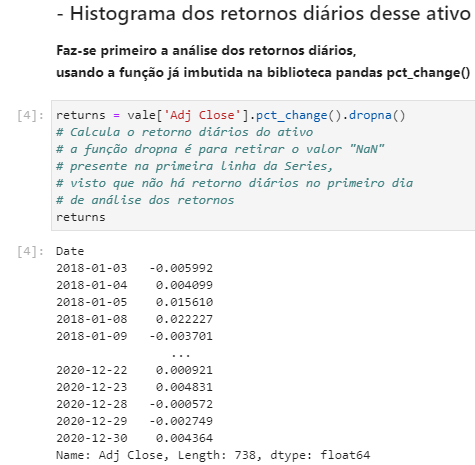 - Histograma dos retornos diários desse ativo
Faz-se primeiro a análise dos retornos diários,
usando a função já imbutida na biblioteca pandas pct_change()
[4]: returns = vale['Adj Close'].pct_change().dropna()
# Calcula o retorno diários do ativo
# a função dropna é para retirar o valor "NaN"
# presente na primeira linha da Series,
# visto que não há retorno diários no primeiro dia
# de análise dos retornos
returns
[4]: Date
2018-01-03   -0.005992
2018-01-04    0.004099
2018-01-05    0.015610
2018-01-08    0.022227
2018-01-09   -0.003701
...
2020-12-22    0.000921
2020-12-23    0.004831
2020-12-28   -0.000572
2020-12-29   -0.002749
2020-12-30    0.004364
Name: Adj Close, Length: 738, dtype: float64